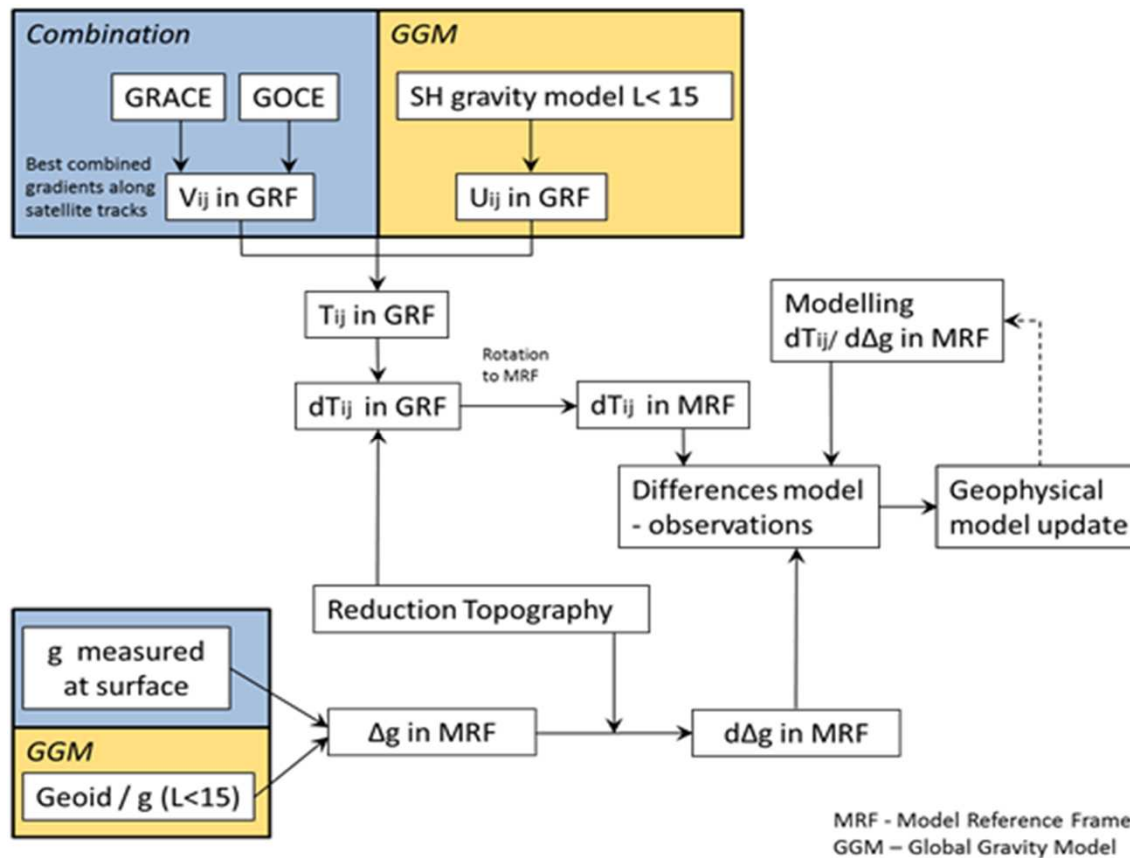 Combination
GGM
GRACE
GOCE
SH gravity model L< 15
Best combined
gradients along
satellite tracks
Vij in GRF
Uij in GRF
Tij in GRF
Modelling
dTij/ dΔg in MRF
Rotation
to MRF
dTij in GRF
dTij in MRF
Differences model
- observations
Geophysical
model update
Reduction Topography
g measured
at surface
Δg in MRF
dΔg in MRF
GGM
Geoid / g (L<15)
MRF - Model Reference Frame
GGM – Global Gravity Model